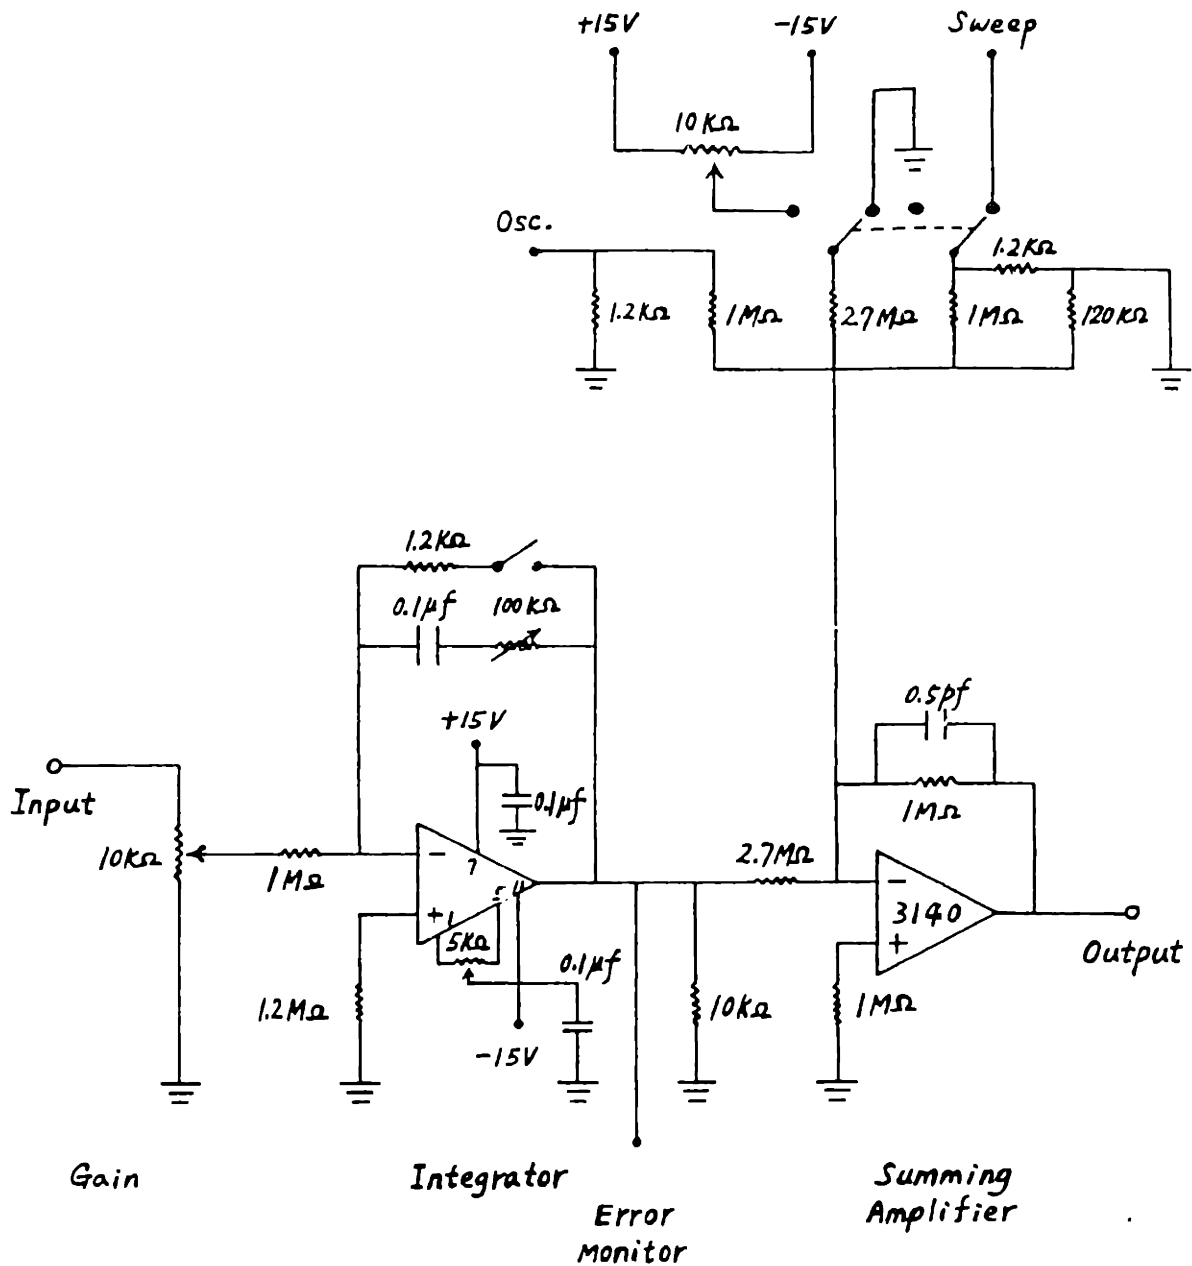 +15V
-15V
Sweep
10KΩ
Osc.
1.2KΩ
1.2KΩ
1MΩ
2.7MΩ
1MΩ
120KΩ
1.2KΩ
0.1μf
100KΩ
+15V
0.1μf
0.5pf
1MΩ
Input
10KΩ
1MΩ
-
7
5
4
+
1
5KΩ
2.7MΩ
-
3140
+
Output
1.2MΩ
-15V
0.1μf
10KΩ
1MΩ
Gain
Integrator
Error
Monitor
Summing
Amplifier